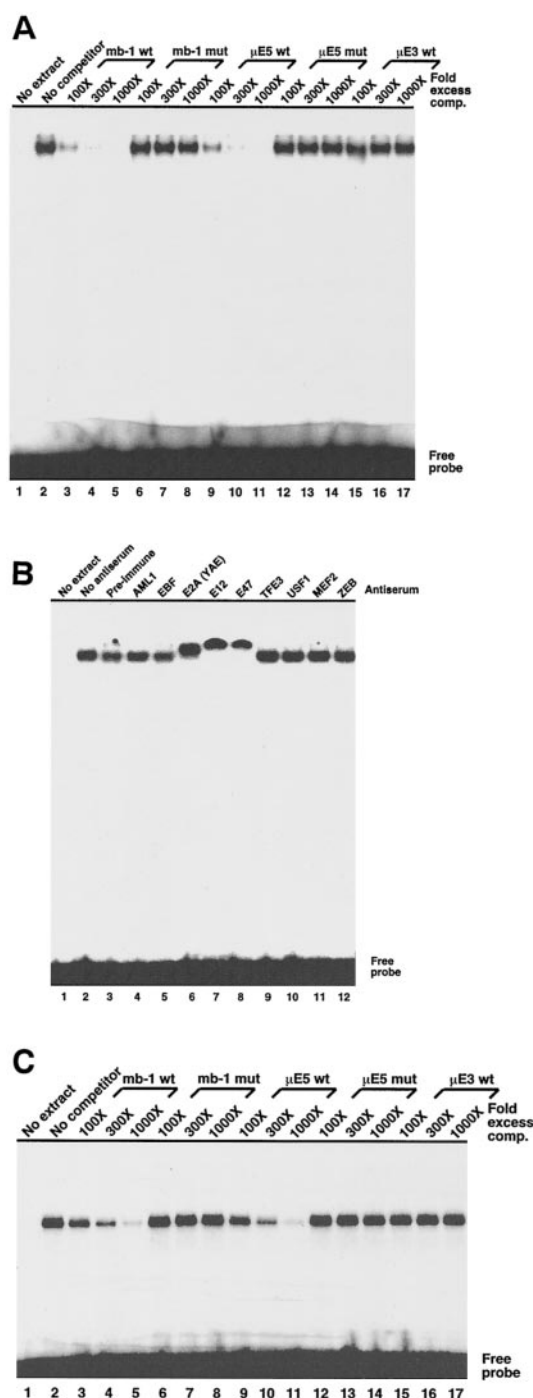 A
mb-1 wt
mb-1 mut
µE5 wt
µE5 mut
µE3 wt
No extract
No competitor
100X
300X
1000X
100X
300X
1000X
100X
300X
1000X
100X
300X
1000X
100X
300X
1000X
Fold
excess
comp.
Free
probe
1 2 3 4 5 6 7 8 9 10 11 12 13 14 15 16 17
B
No extract
No antiserum
Pre-immune
AML1
EBF
E2A (YAE)
E12
E47
TFE3
USF1
MEF2
ZEB
Antiserum
Free
probe
1 2 3 4 5 6 7 8 9 10 11 12
C
mb-1 wt
mb-1 mut
µE5 wt
µE5 mut
µE3 wt
No extract
No competitor
100X
300X
1000X
100X
300X
1000X
100X
300X
1000X
100X
300X
1000X
100X
300X
1000X
Fold
excess
comp.
Free
probe
1 2 3 4 5 6 7 8 9 10 11 12 13 14 15 16 17